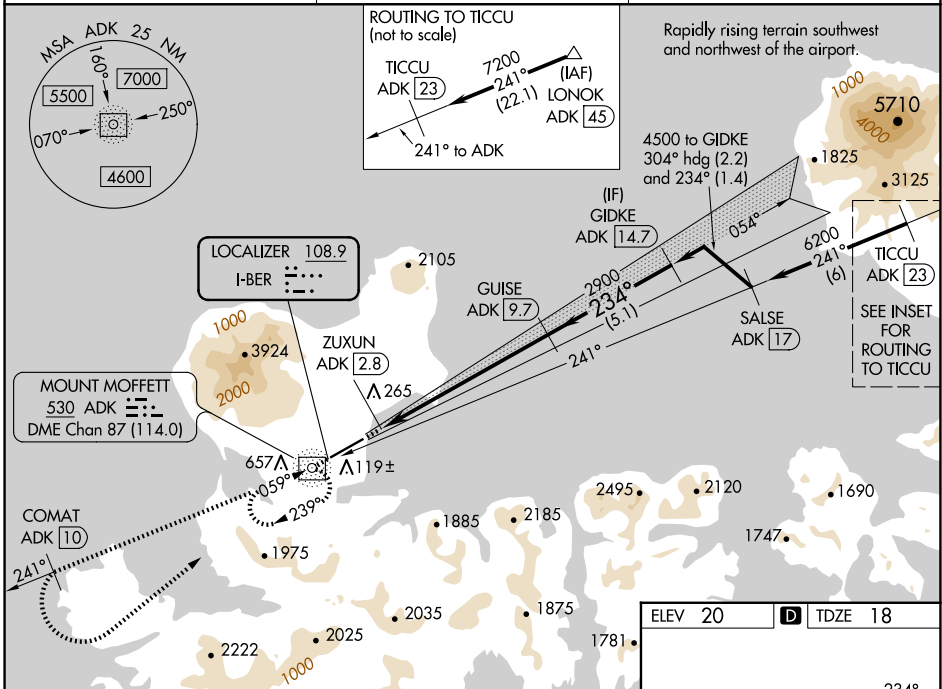 MSA ADK 25 NM
160°
7000
5500
250°
070°
4600
ROUTING TO TICCU
(not to scale)
TICCU
ADK 23
7200
241°
(22.1)
(IAF)
LONOK
ADK 45
241° to ADK
Rapidly rising terrain southwest
and northwest of the airport.
1000
5710
4000
1825
3125
4500 to GIDKE
304° hdg (2.2)
and 234° (1.4)
(IF)
GIDKE
ADK 14.7
054°
6200
241°
(6)
TICCU
ADK 23
SEE INSET
FOR
ROUTING
TO TICCU
SALSE
ADK 17
LOCALIZER 108.9
I-BER
2105
GUISE
ADK 9.7
2900
234°
(5.1)
241°
1000
3924
2000
ZUXUN
ADK 2.8
265
MOUNT MOFFETT
530 ADK
DME Chan 87 (114.0)
657
119±
059°
239°
COMAT
ADK 10
241°
1975
1885
2185
2495
2120
1690
1747
2035
1875
2222
2025
1000
1781
ELEV 20
D
TDZE 18
234°